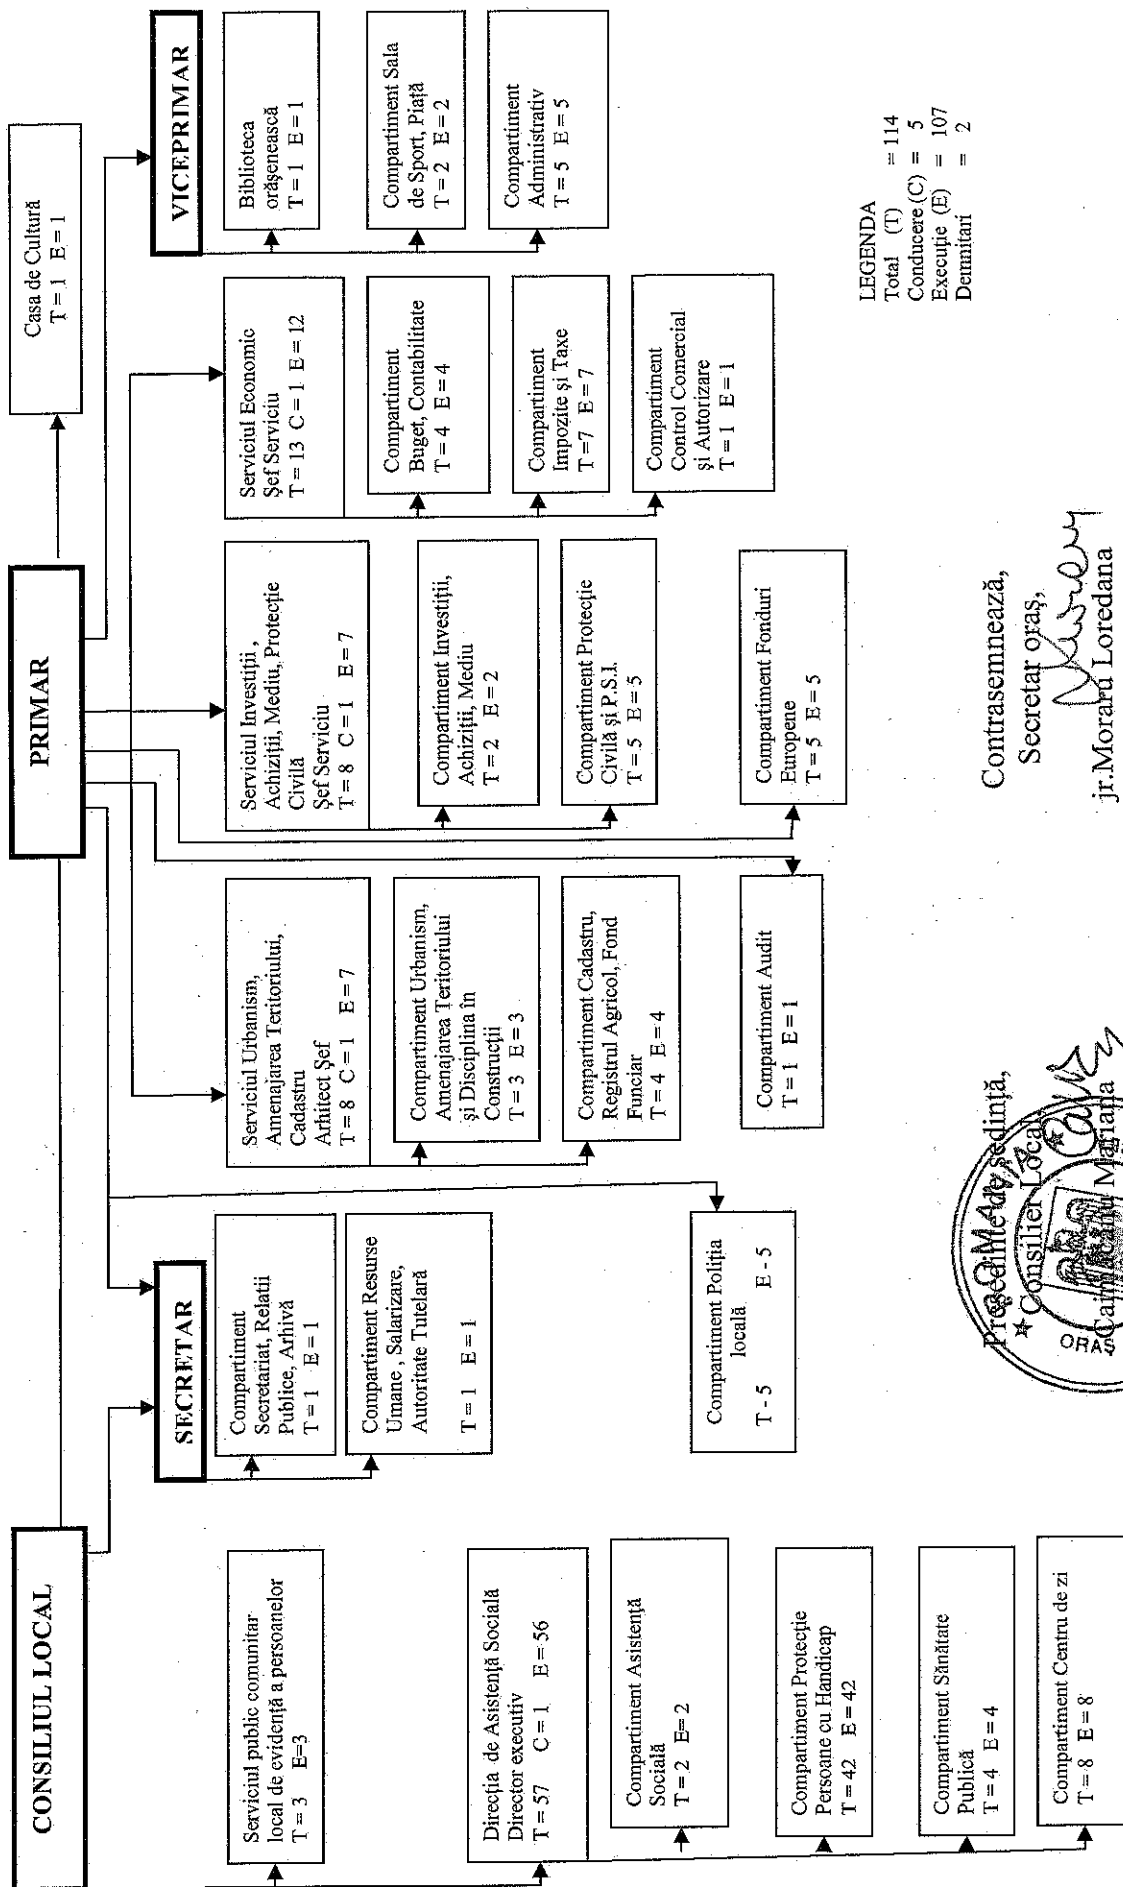 CONSILIUL LOCAL
PRIMAR
Casa de Cultură
T = 1 E = 1
SECRETAR
VICEPRIMAR
Serviciul public comunitar
local de evidență a persoanelor
T = 3 E=3
Direcția de Asistență Socială
Director executiv
T = 57 C = 1 E= 56
Compartiment Asistență
Socială
T = 2 E= 2
Compartiment Protecție
Persoane cu Handicap
T = 42 E = 42
Compartiment Sănătate
Publică
T = 4 E = 4
Compartiment Centru de zi
T = 8 E = 8
Compartiment
Secretariat, Relatii
Publice, Arhivă
T = 1 E = 1
Compartiment Resurse
Umane , Salarizare,
Autoritate Tutelară
T = 1 E = 1
Compartiment Poliția
locală
T - 5 E - 5
Serviciul Urbanism,
Amenajarea Teritoriului,
Cadastru
Arhitect Șef
T = 8 C = 1 E = 7
Compartiment Urbanism,
Amenajarea Teritoriului
și Disciplina în
Construcții
T = 3 E = 3
Compartiment Cadastru,
Registrul Agricol, Fond
Funciar
T = 4 E = 4
Compartiment Audit
T = 1 E = 1
Serviciul Investiții ,
Achiziții, Mediu, Protecție
Civilă
Șef Serviciu
T = 8 C = 1 E = 7
Compartiment Investiții,
Achiziții, Mediu
T = 2 E = 2
Compartiment Protecție
Civilă și P.S.I.
T = 5 E = 5
Compartiment Fonduri
Europene
T = 5 E = 5
Serviciul Economic
Șef Serviciu
T = 13 C = 1 E = 12
Compartiment
Buget, Contabilitate
T = 4 E = 4
Compartiment
Impozite și Taxe
T =7 E = 7
Compartiment
Control Comercial
și Autorizare
T = 1 E = 1
Biblioteca
orășenească
T = 1 E = 1
Compartiment Sala
de Sport, Piață
T = 2 E = 2
Compartiment
Administrativ
T = 5 E = 5
LEGENDA
Total (T) = 114
Conducere (C) = 5
Execuție (E) = 107
Demnitari = 2
Președinte de ședință,
Consilier Local
Mariana
ROMANIA
ORAȘ
Contrasemnează,
Secretar oraș,
jr.Moraru Loredana